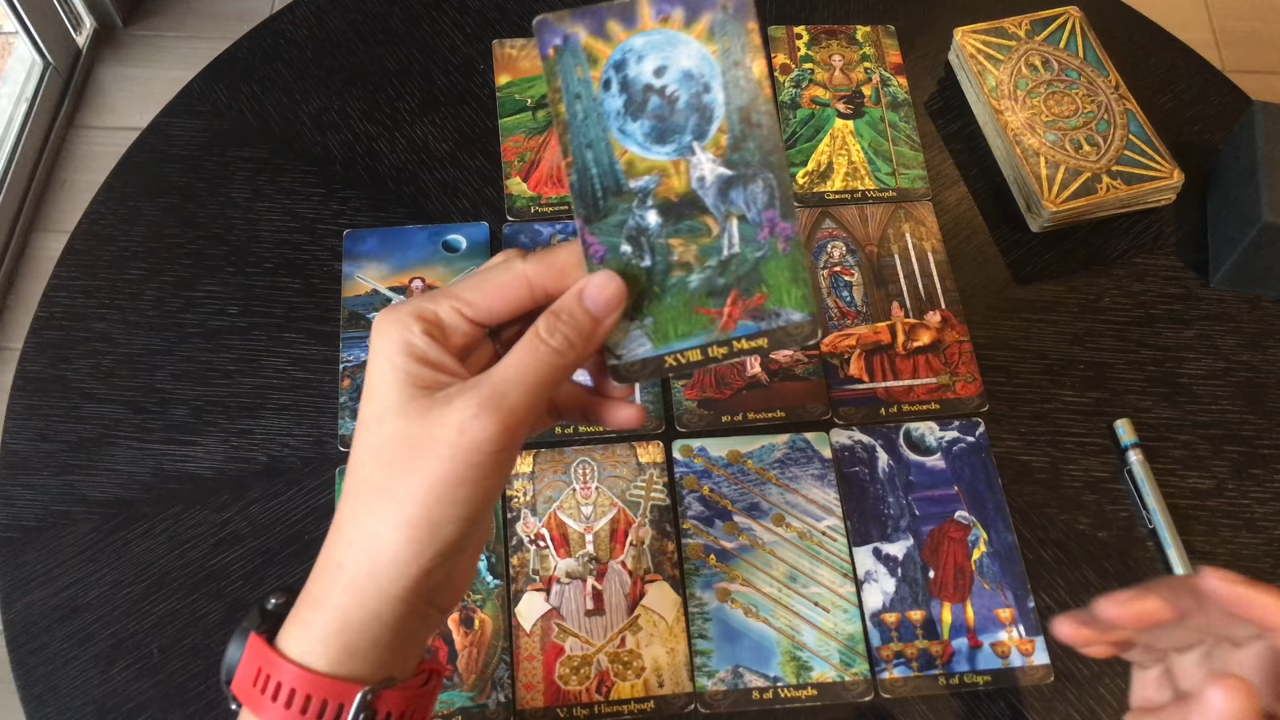 Princess
Queen of Wands
XVIII. the Moon
8 of Swords
10 of Swords
4 of Swords
V. the Hierophant
8 of Wands
8 of Cups